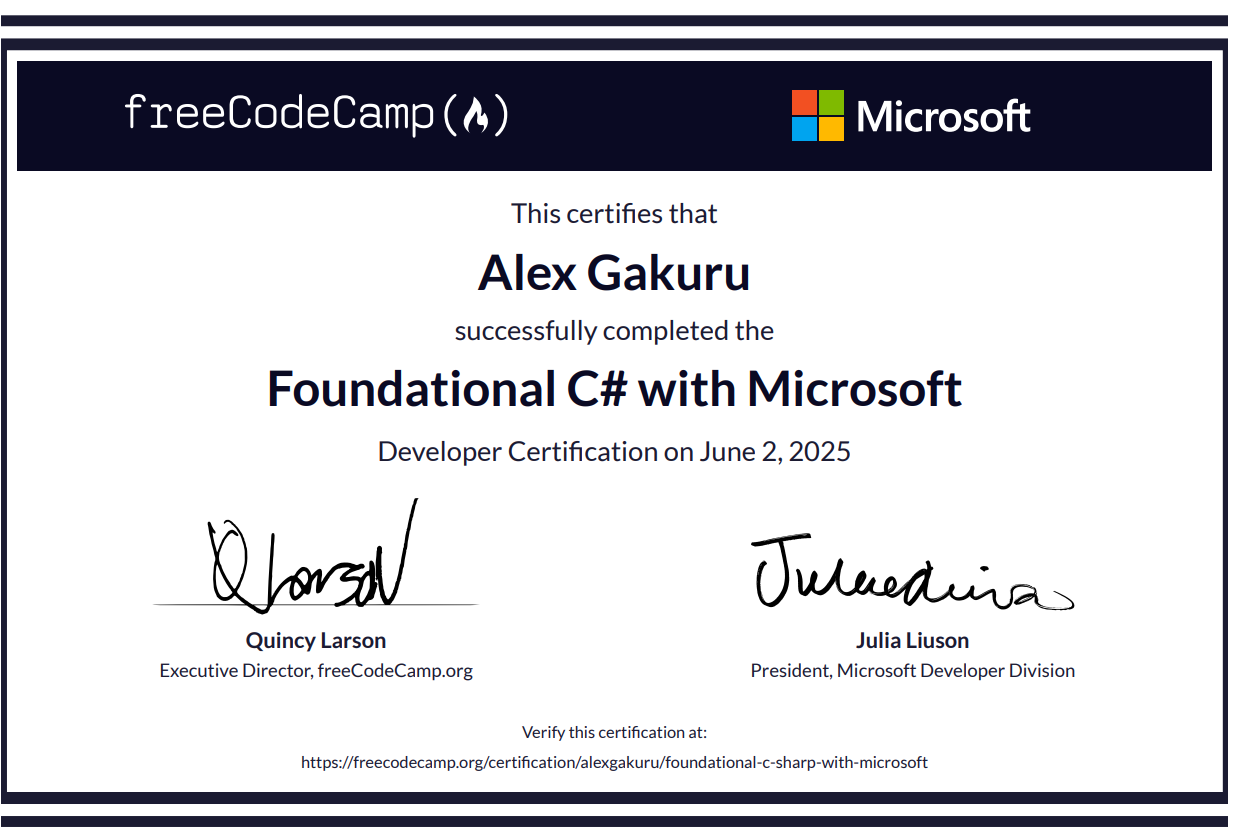 freeCodeCamp(🔥)
Microsoft
This certifies that
Alex Gakuru
successfully completed the
Foundational C# with Microsoft
Developer Certification on June 2, 2025
Quincy Larson
Executive Director, freeCodeCamp.org
Julia Liuson
President, Microsoft Developer Division
Verify this certification at:
https://freecodecamp.org/certification/alexgakuru/foundational-c-sharp-with-microsoft